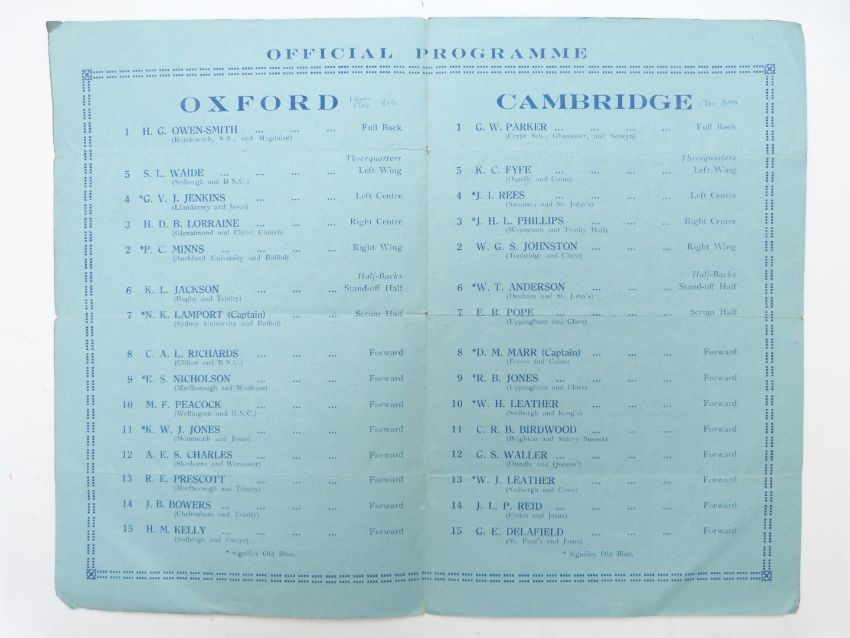 OFFICIAL PROGRAMME
OXFORD
1 H. G. OWEN-SMITH ... ... ... Full Back
(Rondebosch, S.A., and Magdalen)
Threequarters
5 S. L. WAIDE ... ... ... Left Wing
(Sedbergh and B.N.C.)
4 *G. V. J. JENKINS ... ... Left Centre
(Llandovery and Jesus)
3 H. D. B. LORRAINE ... ... Right Centre
(Glenalmond and Christ Church)
2 *P. C. MINNS ... ... ... Right Wing
(Auckland University and Balliol)
Half-Backs
6 K. L. JACKSON ... ... Stand-off Half
(Rugby and Trinity)
7 *N. K. LAMPORT (Captain) ... ... Scrum Half
(Sydney University and Balliol)
8 C. A. L. RICHARDS ... ... ... Forward
(Clifton and B.N.C.)
9 *E. S. NICHOLSON ... ... ... Forward
(Marlborough and Wadham)
10 M. F. PEACOCK ... ... ... Forward
(Wellington and B.N.C.)
11 *K. W. J. JONES ... ... ... Forward
(Monmouth and Jesus)
12 A. E. S. CHARLES ... ... ... Forward
(Sherborne and Worcester)
13 R. E. PRESCOTT ... ... ... Forward
(Marlborough and Trinity)
14 J. B. BOWERS ... ... ... Forward
(Cheltenham and Trinity)
15 H. M. KELLY ... ... ... Forward
(Sedbergh and Exeter)
* Signifies Old Blue.
CAMBRIDGE
1 G. W. PARKER ... ... ... ... Full Back
(Crypt Sch., Gloucester, and Selwyn)
Threequarters
5 K. C. FYFE ... ... ... ... Left Wing
(Oundle and Caius)
4 *J. I. REES ... ... ... ... Left Centre
(Swansea and St. John's)
3 *J. H. L. PHILLIPS ... ... ... Right Centre
(Weymouth and Trinity Hall)
2 W. G. S. JOHNSTON ... ... Right Wing
(Tonbridge and Clare)
Half-Backs
6 *W. T. ANDERSON ... ... Stand-off Half
(Durham and St. John's)
7 E. B. POPE ... ... ... ... Scrum Half
(Uppingham and Clare)
8 *D. M. MARR (Captain) ... ... Forward
(Fettes and Caius)
9 *R. B. JONES ... ... ... ... Forward
(Uppingham and Clare)
10 *W. H. LEATHER ... ... ... Forward
(Sedbergh and King's)
11 C. R. B. BIRDWOOD ... ... ... Forward
(Brighton and Sidney Sussex)
12 G. S. WALLER ... ... ... ... Forward
(Oundle and Queens')
13 *W. J. LEATHER ... ... ... Forward
(Sedbergh and Clare)
14 J. L. P. REID ... ... ... ... Forward
(Fettes and Jesus)
15 G. E. DELAFIELD ... ... ... Forward
(St. Paul's and Jesus)
* Signifies Old Blue.